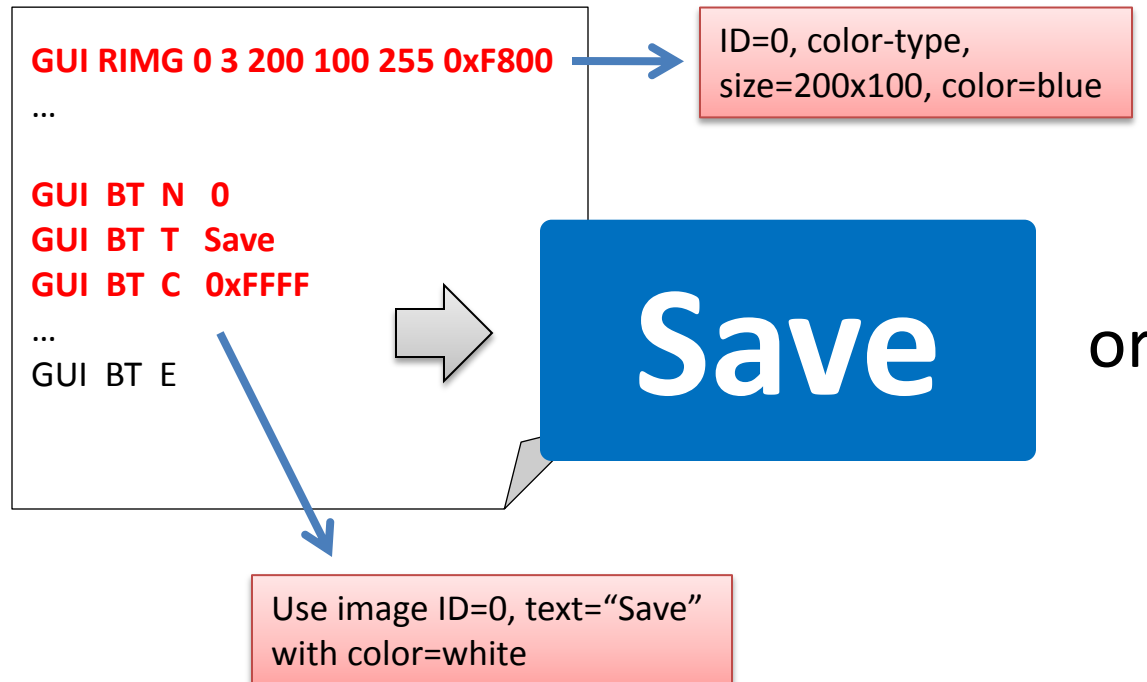 GUI RIMG 0 3 200 100 255 0xF800
...
GUI BT N 0
GUI BT T Save
GUI BT C 0xFFFF
...
GUI BT E
ID=0, color-type,
size=200x100, color=blue
Save
or
Use image ID=0, text=“Save”
with color=white